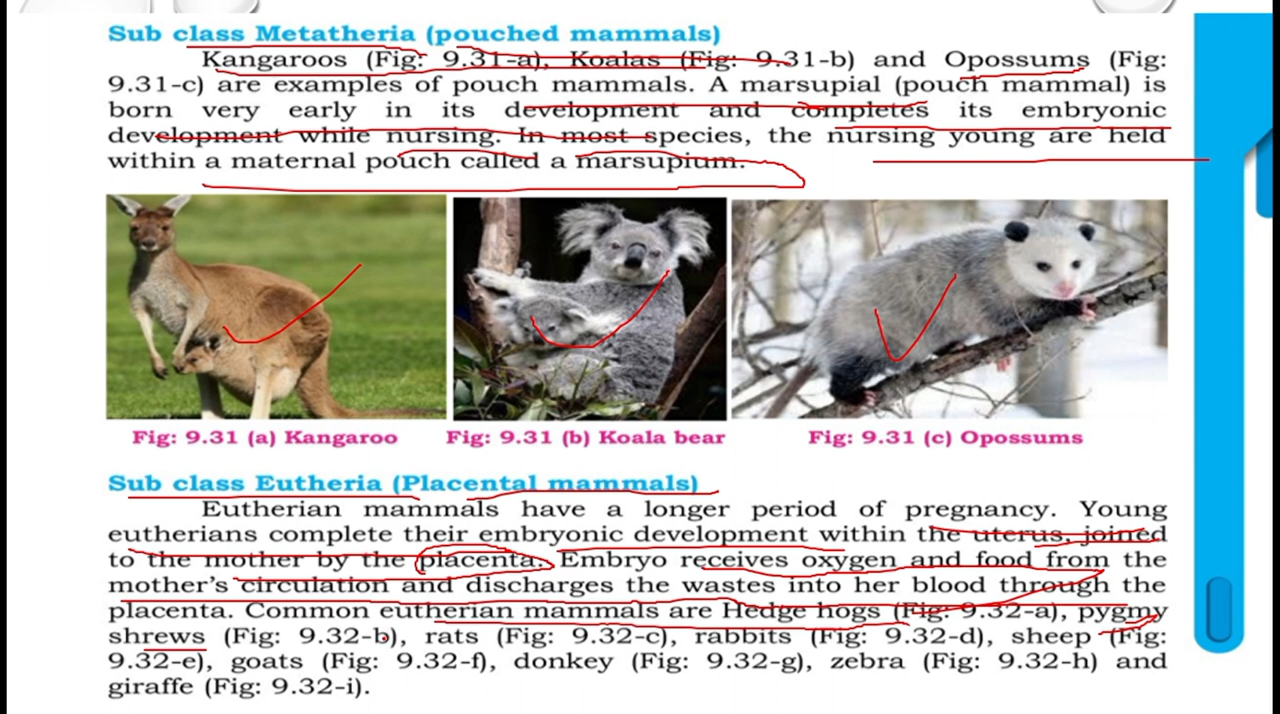 Sub class Metatheria (pouched mammals)
Kangaroos (Fig: 9.31-a), Koalas (Fig: 9.31-b) and Opossums (Fig:
9.31-c) are examples of pouch mammals. A marsupial (pouch mammal) is
born very early in its development and completes its embryonic
development while nursing. In most species, the nursing young are held
within a maternal pouch called a marsupium.
Fig: 9.31 (a) Kangaroo
Fig: 9.31 (b) Koala bear
Fig: 9.31 (c) Opossums
Sub class Eutheria (Placental mammals)
Eutherian mammals have a longer period of pregnancy. Young
eutherians complete their embryonic development within the uterus, joined
to the mother by the placenta. Embryo receives oxygen and food from the
mother's circulation and discharges the wastes into her blood through the
placenta. Common eutherian mammals are Hedge hogs (Fig: 9.32-a), pygmy
shrews (Fig: 9.32-b), rats (Fig: 9.32-c), rabbits (Fig: 9.32-d), sheep (Fig:
9.32-e), goats (Fig: 9.32-f), donkey (Fig: 9.32-g), zebra (Fig: 9.32-h) and
giraffe (Fig: 9.32-i).